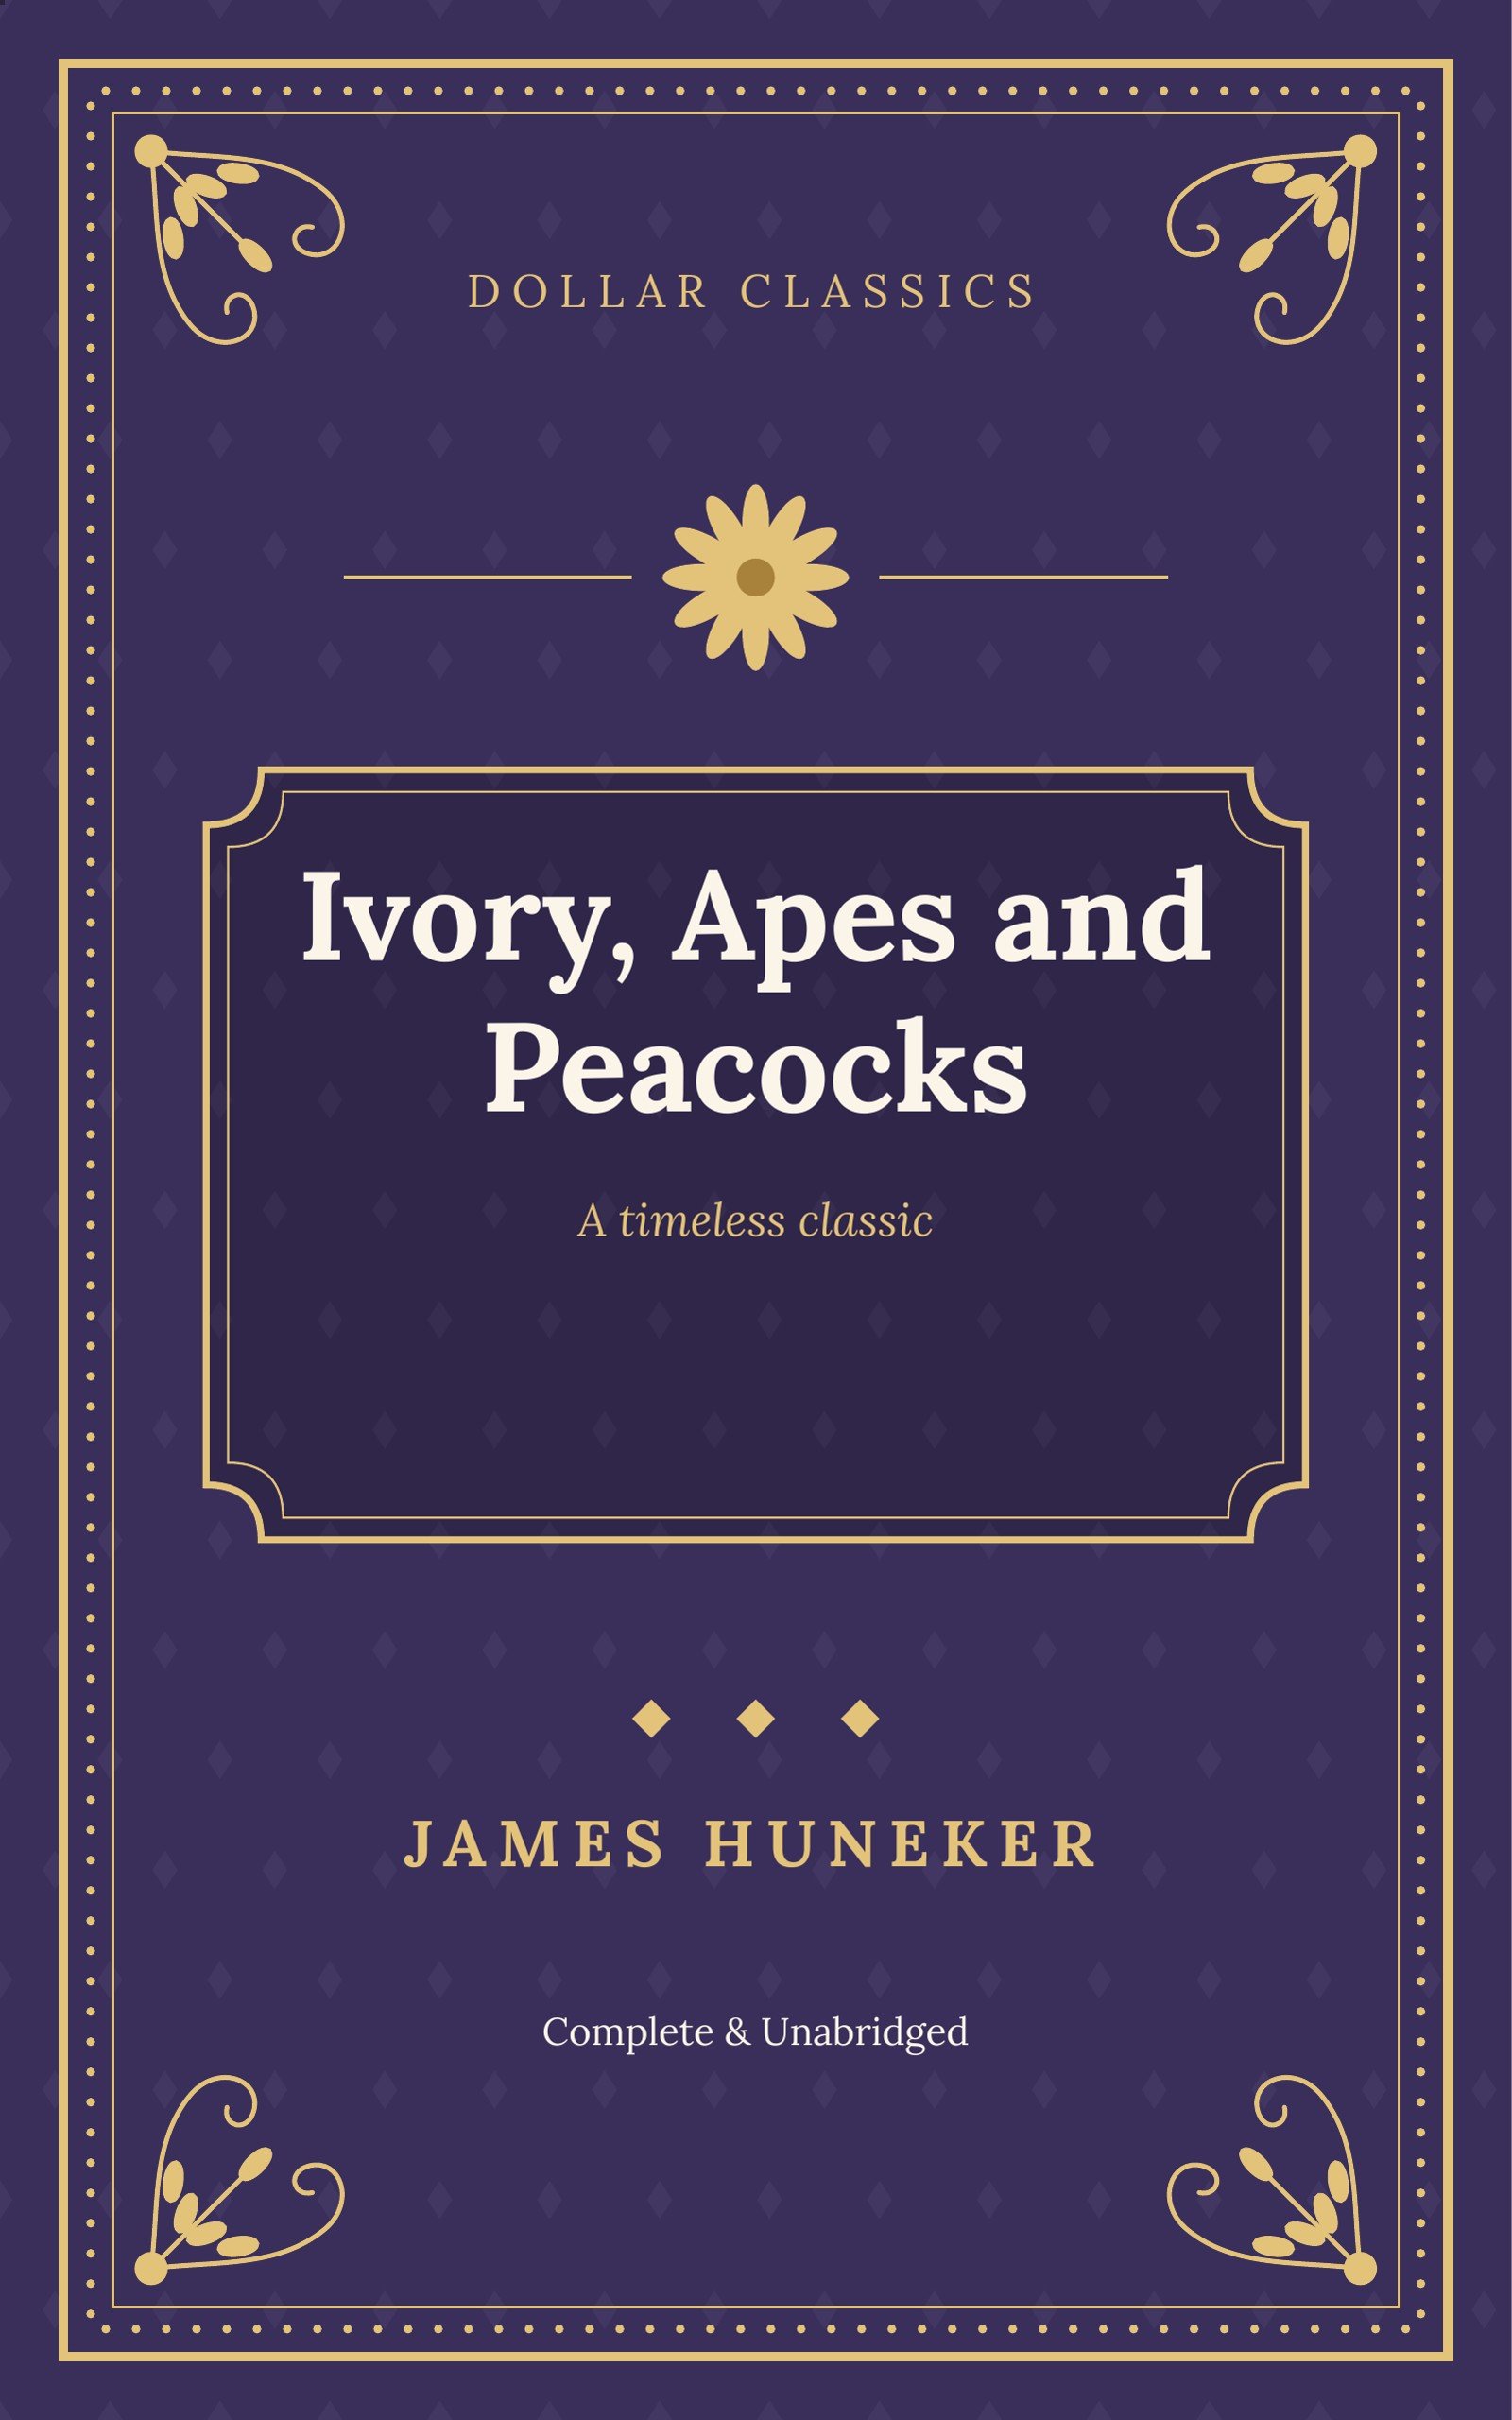 DOLLAR CLASSICS
Ivory, Apes and
Peacocks
A timeless classic
JAMES HUNEKER
Complete & Unabridged